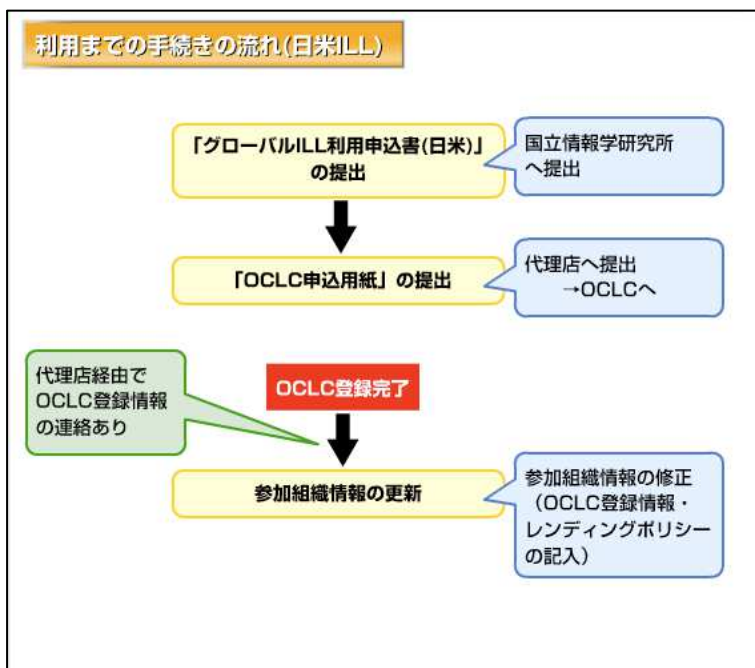 利用までの手続きの流れ(日米ILL)
「グローバルILL利用申込書(日米)」
の提出
国立情報学研究所
へ提出
「OCLC申込用紙」の提出
代理店へ提出
→OCLCへ
代理店経由で
OCLC登録情報
の連絡あり
OCLC登録完了
参加組織情報の更新
参加組織情報の修正
（OCLC登録情報・
レンディングポリシー
の記入）